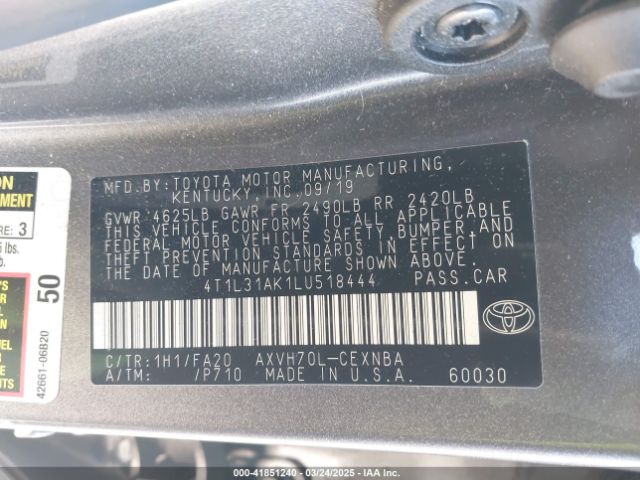 ON
MENT
RE: 3
5 lbs.
b.
50
42661-06B20
MFD. BY: TOYOTA MOTOR MANUFACTURING,
KENTUCKY, INC. 09/19
GVWR 4625LB GAWR FR 2490LB RR 2420LB
THIS VEHICLE CONFORMS TO ALL APPLICABLE
FEDERAL MOTOR VEHICLE SAFETY, BUMPER, AND
THEFT PREVENTION STANDARDS IN EFFECT ON
THE DATE OF MANUFACTURE SHOWN ABOVE.
4T1L31AK1LU518444 PASS. CAR
C/TR: 1H1/FA20 AXVH70L-CEXNBA
A/TM: /P710 MADE IN U.S.A. 60030
000-41851240 - 03/24/2025 - IAA Inc.